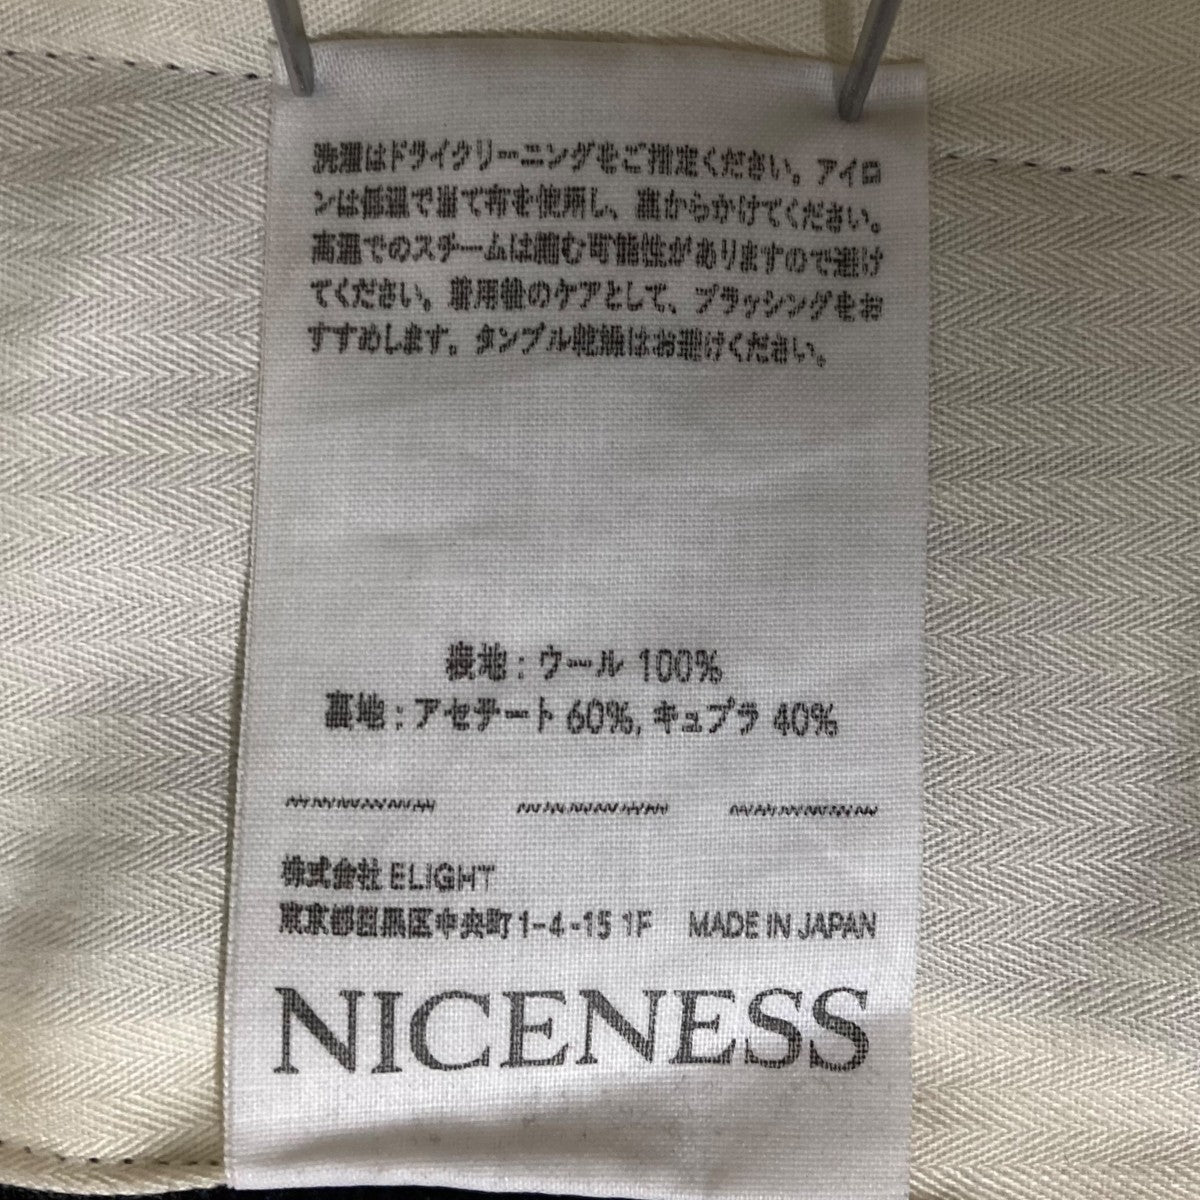 洗濯はドライクリーニングをご指定ください。アイロ
ンは低温で当て布を使用し、裏からかけてください。
高温でのスチームは縮む可能性がありますので避け
てください。着用後のケアとして、ブラッシングをお
すすめします。タンブル乾燥はお避けください。
表地 : ウール 100%
裏地 : アセテート 60%, キュプラ 40%
株式会社 ELIGHT
東京都目黒区中央町 1-4-15 1F MADE IN JAPAN
NICENESS